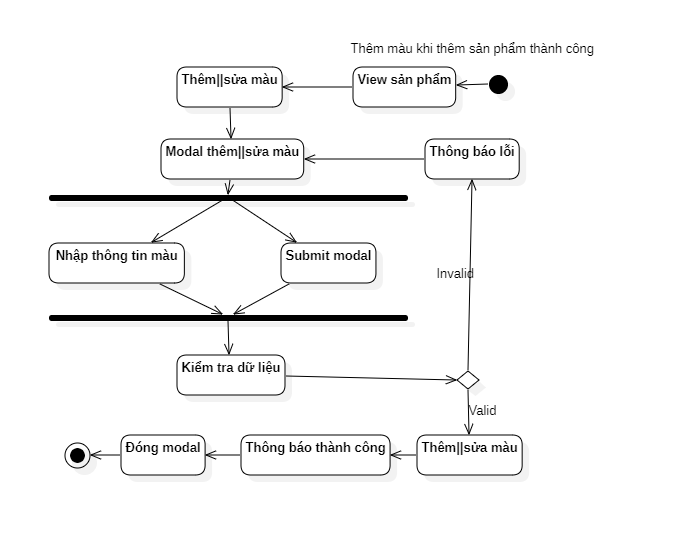 Thêm màu khi thêm sản phẩm thành công
Thêm||sửa màu
View sản phẩm
Modal thêm||sửa màu
Thông báo lỗi
Nhập thông tin màu
Submit modal
Invalid
Kiểm tra dữ liệu
Valid
Đóng modal
Thông báo thành công
Thêm||sửa màu